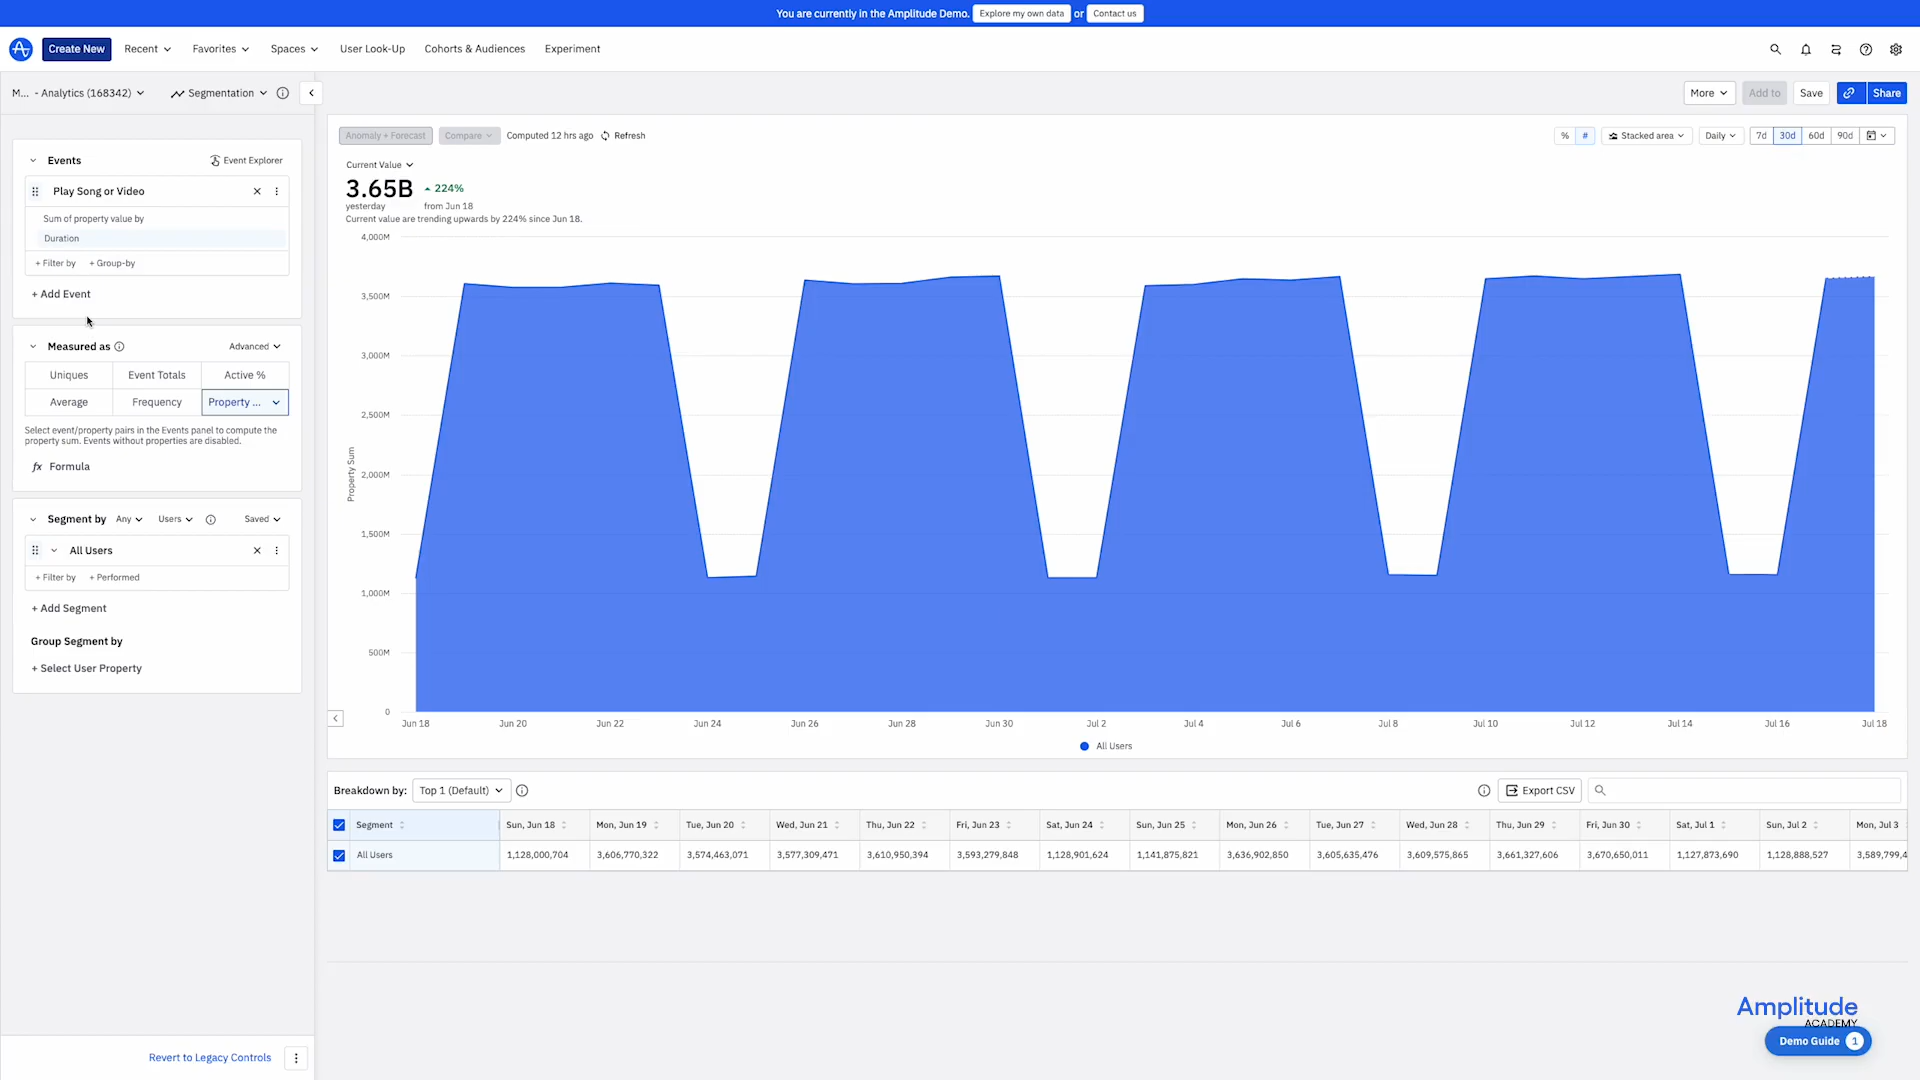 You are currently in the Amplitude Demo. Explore my own data or Contact us
Create New Recent Favorites Spaces User Look-Up Cohorts & Audiences Experiment
M... - Analytics (168342) Segmentation
More Add to Save Share
Events Event Explorer
Play Song or Video
Sum of property value by
Duration
+ Filter by + Group-by
+ Add Event
Measured as Advanced
Uniques Event Totals Active %
Average Frequency Property ...
Select event/property pairs in the Events panel to compute the
property sum. Events without properties are disabled.
fx Formula
Segment by Any Users Saved
All Users
+ Filter by + Performed
+ Add Segment
Group Segment by
+ Select User Property
Revert to Legacy Controls
Anomaly + Forecast Compare Computed 12 hrs ago Refresh
% # Stacked area Daily 7d 30d 60d 90d
Current Value
3.65B 224%
yesterday from Jun 18
Current value are trending upwards by 224% since Jun 18.
4,000M
3,500M
3,000M
2,500M
2,000M
1,500M
1,000M
500M
0
Property Sum
Jun 18 Jun 20 Jun 22 Jun 24 Jun 26 Jun 28 Jun 30 Jul 2 Jul 4 Jul 6 Jul 8 Jul 10 Jul 12 Jul 14 Jul 16 Jul 18
All Users
Breakdown by: Top 1 (Default) Export CSV
Segment Sun, Jun 18 Mon, Jun 19 Tue, Jun 20 Wed, Jun 21 Thu, Jun 22 Fri, Jun 23 Sat, Jun 24 Sun, Jun 25 Mon, Jun 26 Tue, Jun 27 Wed, Jun 28 Thu, Jun 29 Fri, Jun 30 Sat, Jul 1 Sun, Jul 2 Mon, Jul 3
All Users 1,128,000,704 3,606,770,322 3,574,463,071 3,577,309,471 3,610,950,394 3,593,279,848 1,128,901,624 1,141,875,821 3,636,902,850 3,605,635,476 3,609,575,865 3,661,327,606 3,670,650,011 1,127,873,690 1,128,888,527 3,589,799,4
Amplitude
ACADEMY
Demo Guide 1